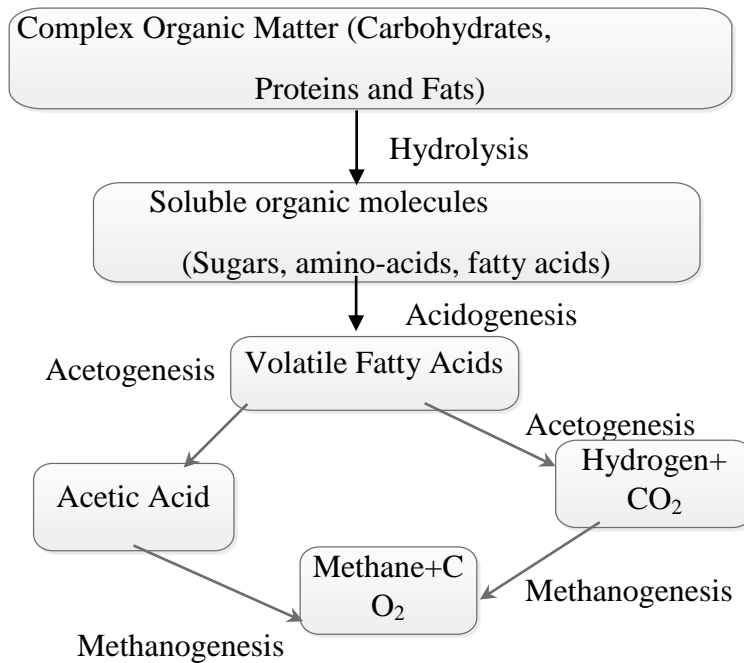 Complex Organic Matter (Carbohydrates,
Proteins and Fats)
Hydrolysis
Soluble organic molecules
(Sugars, amino-acids, fatty acids)
Acidogenesis
Volatile Fatty Acids
Acetogenesis
Acetogenesis
Acetic Acid
Hydrogen+
CO₂
Methane+C
O₂
Methanogenesis
Methanogenesis